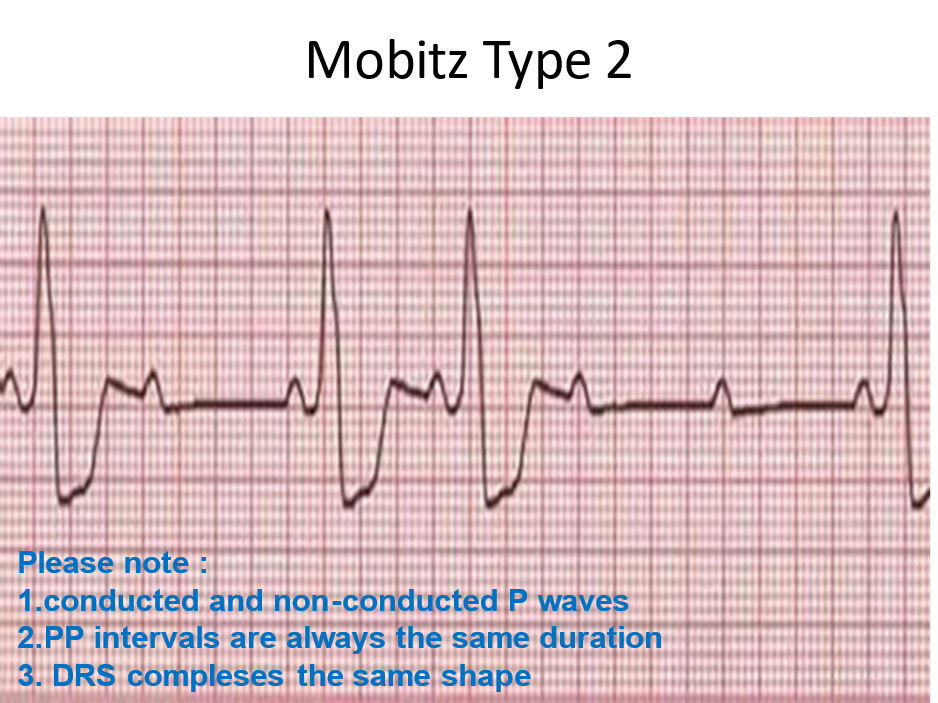 Mobitz Type 2
Please note :
1.conducted and non-conducted P waves
2.PP intervals are always the same duration
3. DRS compleses the same shape